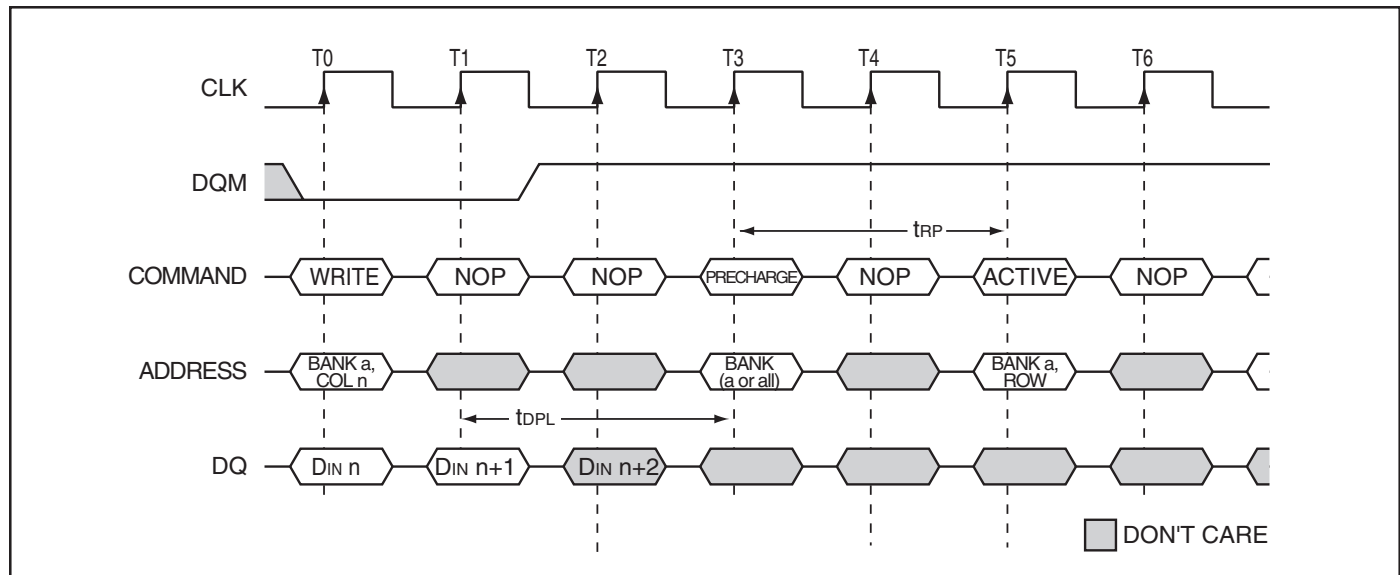 T0 T1 T2 T3 T4 T5 T6
CLK
DQM
tRP
COMMAND WRITE NOP NOP PRECHARGE NOP ACTIVE NOP
ADDRESS
BANK a,
COL n
BANK
(a or all)
BANK a,
ROW
tDPL
DQ DIN n DIN n+1 DIN n+2
DON'T CARE